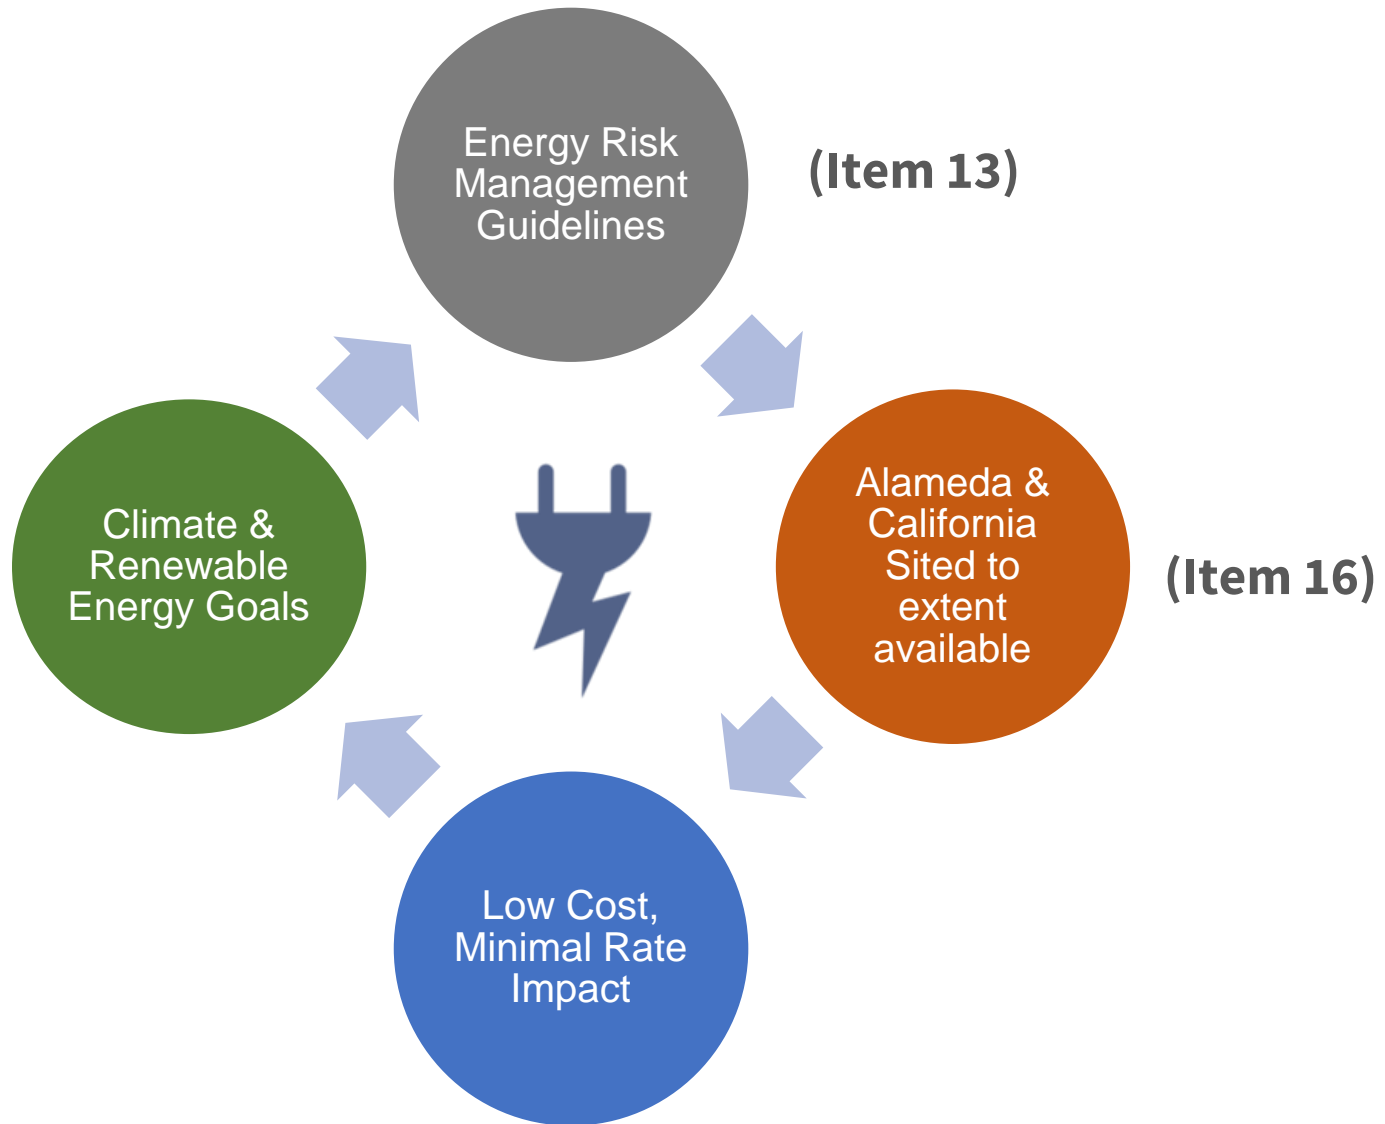 Energy Risk
Management
Guidelines
(Item 13)
Alameda &
California
Sited to
extent
available
(Item 16)
Climate &
Renewable
Energy Goals
Low Cost,
Minimal Rate
Impact